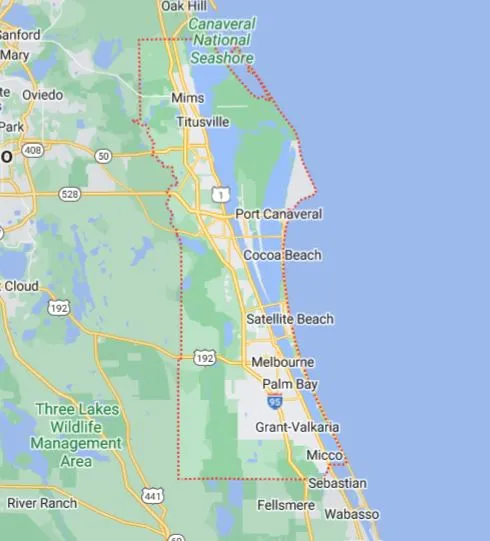 Oak Hill
Canaveral
National
Seashore
Sanford
Mary
Oviedo
Mims
Park
Titusville
408
50
528
1
Port Canaveral
Cocoa Beach
Cloud
192
Satellite Beach
192
Melbourne
Palm Bay
95
Three Lakes
Wildlife
Management
Area
Grant-Valkaria
Micco
Sebastian
441
River Ranch
Fellsmere
Wabasso